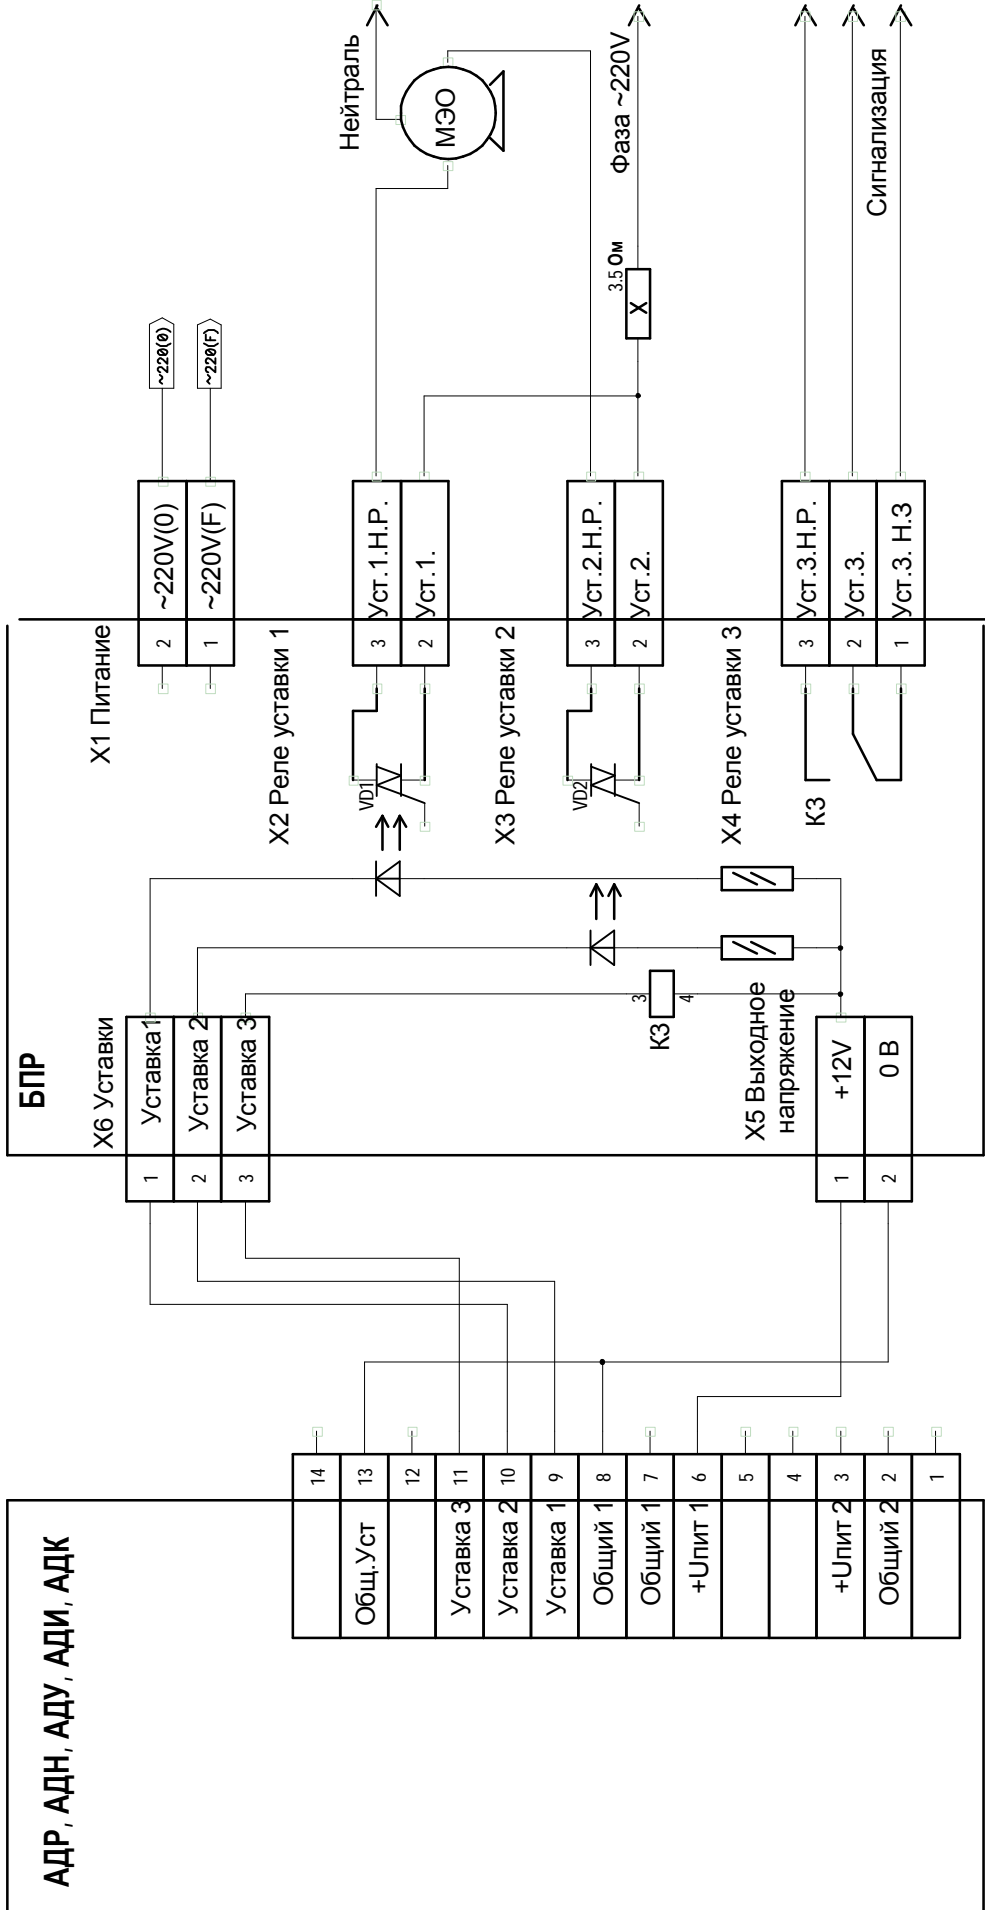 АДР, АДН, АДУ, АДИ, АДК
14
Общ.Уст 13
12
Уставка 3 11
Уставка 2 10
Уставка 1 9
Общий 1 8
Общий 1 7
+Uпит 1 6
5
4
+Uпит 2 3
Общий 2 2
1
БПР
X6 Уставки
1 Уставка1
2 Уставка 2
3 Уставка 3
X5 Выходное
напряжение
1 +12V
2 0 В
К3
3
4
X1 Питание
2 ~220V(0)
1 ~220V(F)
~220(0)
~220(F)
X2 Реле уставки 1
VD1
3 Уст.1.Н.Р.
2 Уст.1.
X3 Реле уставки 2
VD2
3 Уст.2.Н.Р.
2 Уст.2.
X4 Реле уставки 3
К3
3 Уст.3.Н.Р.
2 Уст.3.
1 Уст.3. Н.З
Нейтраль
МЭО
3.5 Ом
X
Фаза ~220V
Сигнализация